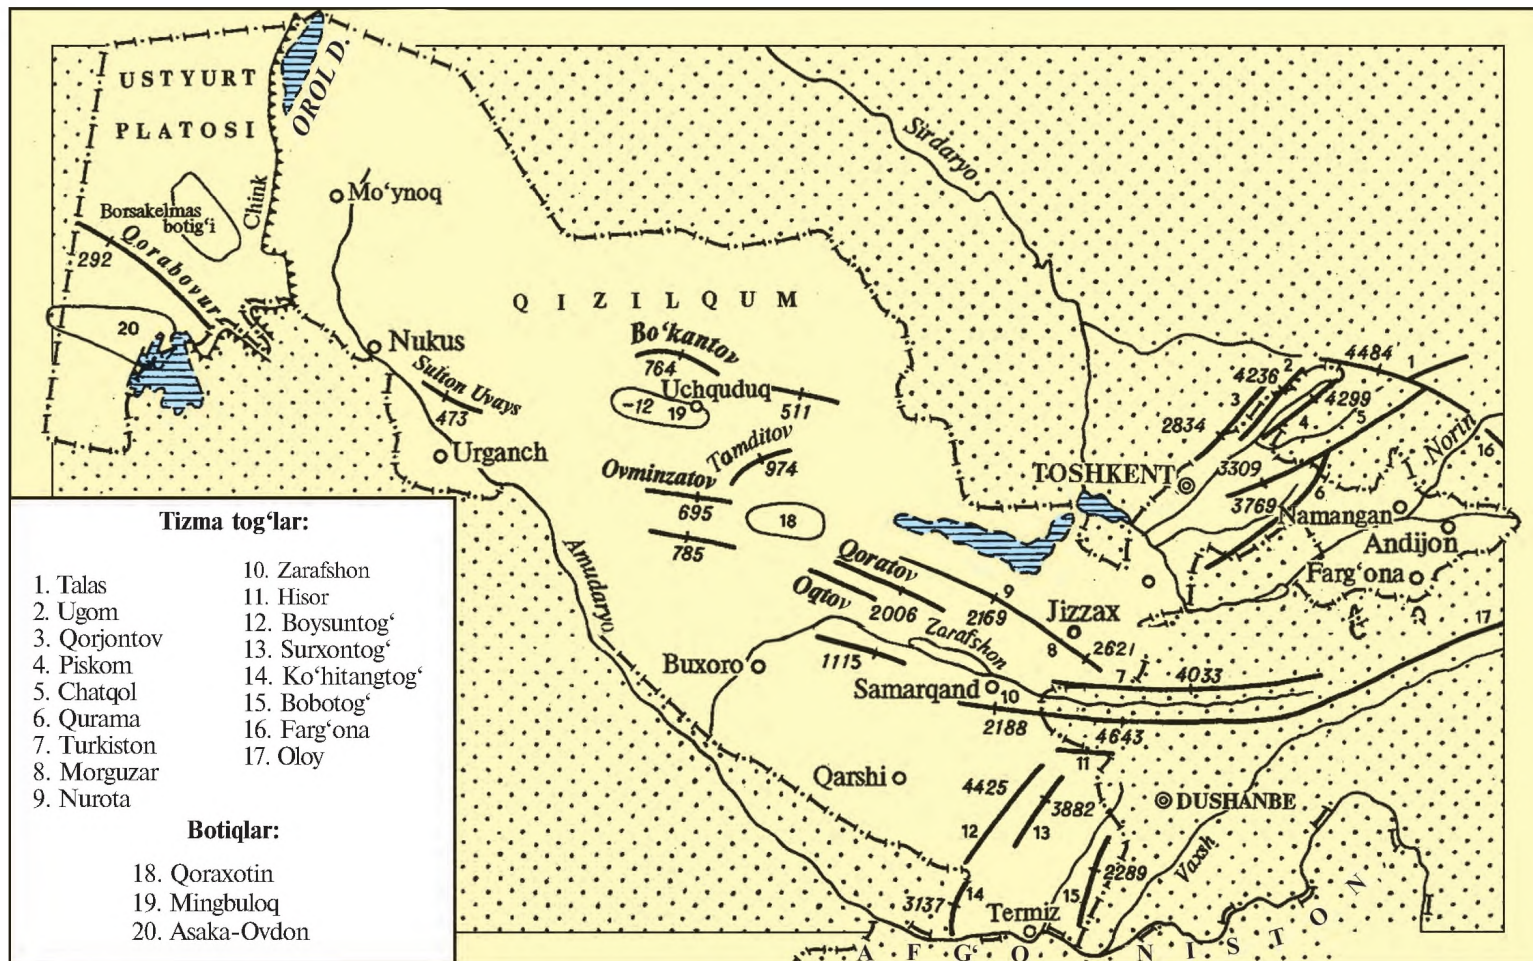 USTYURT
PLATOSI
OROL D.
Sirdaryo
Mo‘ynoq
Chink
Borsakelmas
botig‘i
Qorabovur
292
20
QIZILQUM
Nukus
Sulton Uvays
473
Urganch
Bo‘kantov
764
Uchquduq
-12
19
511
Tamditov
974
Ovminzatov
695
785
18
4484
1
4236
2
3
4299
4
5
2834
3309
3769
6
TOSHKENT
Norin
16
Namangan
Andijon
Farg‘ona
17
Amudaryo
Qoratov
Oqtov
2006
9
2169
Jizzax
8
2621
7
4033
Zarafshon
1115
Buxoro
Samarqand
10
2188
4643
11
Qarshi
4425
3882
12
13
DUSHANBE
Vaxsh
2289
15
14
3137
Termiz
AFG‘ONISTON
Tizma tog‘lar:
1. Talas
2. Ugom
3. Qorjontov
4. Piskom
5. Chatqol
6. Qurama
7. Turkiston
8. Morguzar
9. Nurota
10. Zarafshon
11. Hisor
12. Boysuntog‘
13. Surxontog‘
14. Ko‘hitangtog‘
15. Bobotog‘
16. Farg‘ona
17. Oloy
Botiqlar:
18. Qoraxotin
19. Mingbuloq
20. Asaka-Ovdon